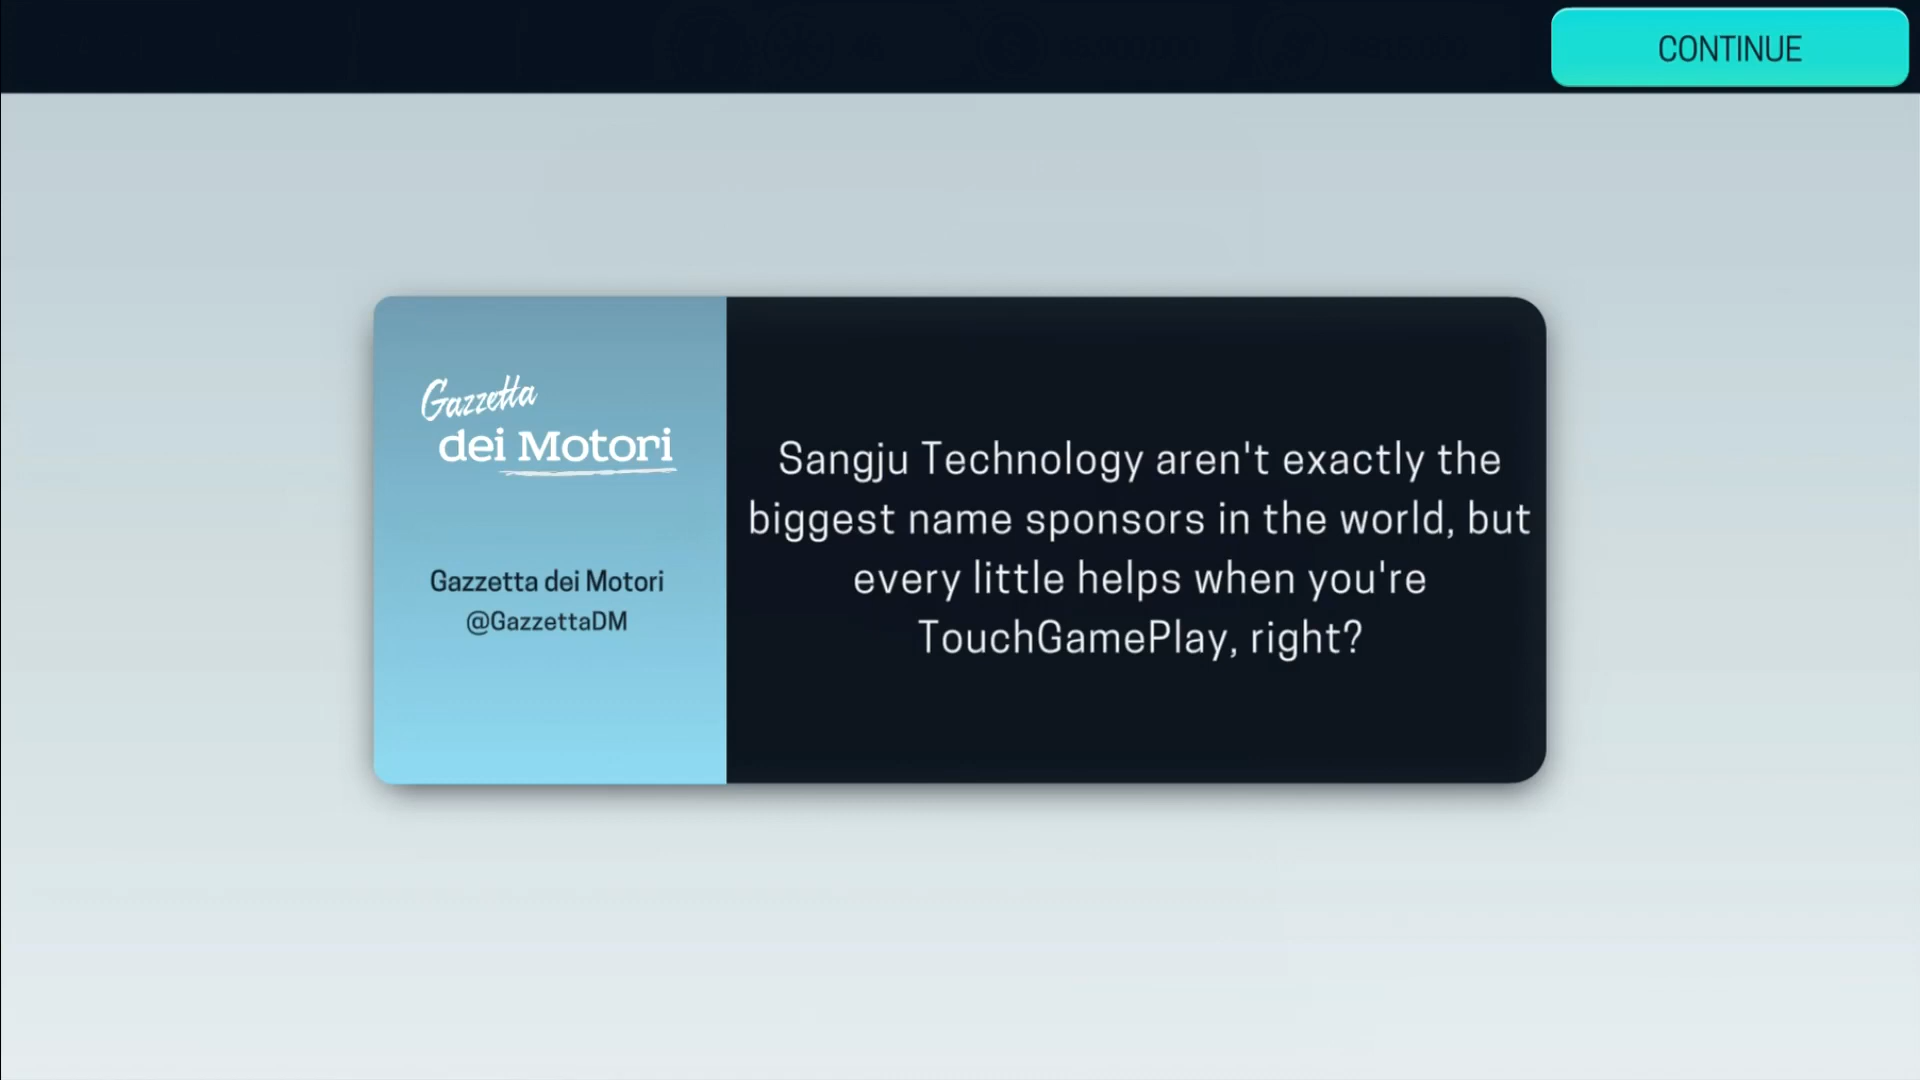 CONTINUE
Gazzetta
dei Motori
Gazzetta dei Motori
@GazzettaDM
Sangju Technology aren't exactly the
biggest name sponsors in the world, but
every little helps when you're
TouchGamePlay, right?